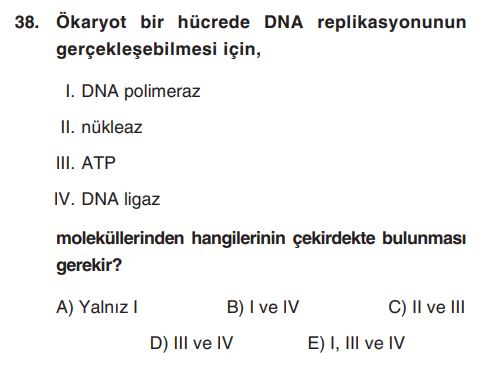 38. Ökaryot bir hücrede DNA replikasyonunun
gerçekleşebilmesi için,
I. DNA polimeraz
II. nükleaz
III. ATP
IV. DNA ligaz
moleküllerinden hangilerinin çekirdekte bulunması
gerekir?
A) Yalnız I B) I ve IV C) II ve III
D) III ve IV E) I, III ve IV